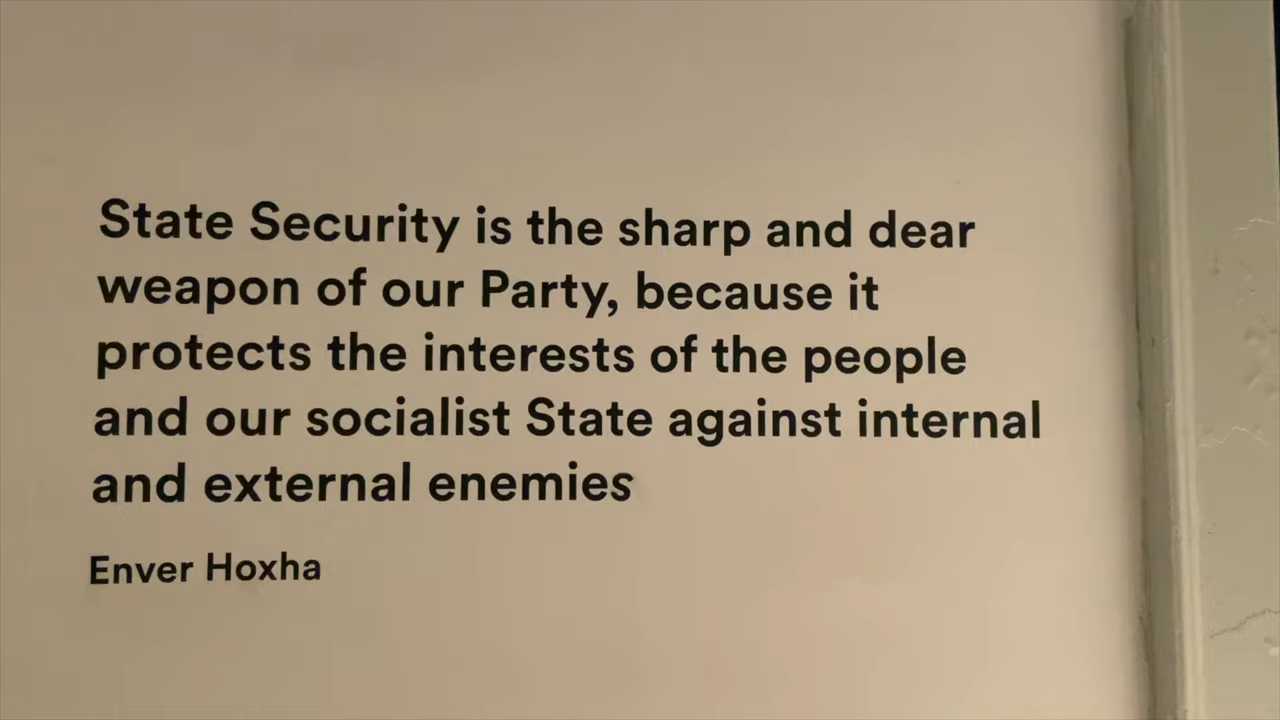 State Security is the sharp and dear
weapon of our Party, because it
protects the interests of the people
and our socialist State against internal
and external enemies
Enver Hoxha